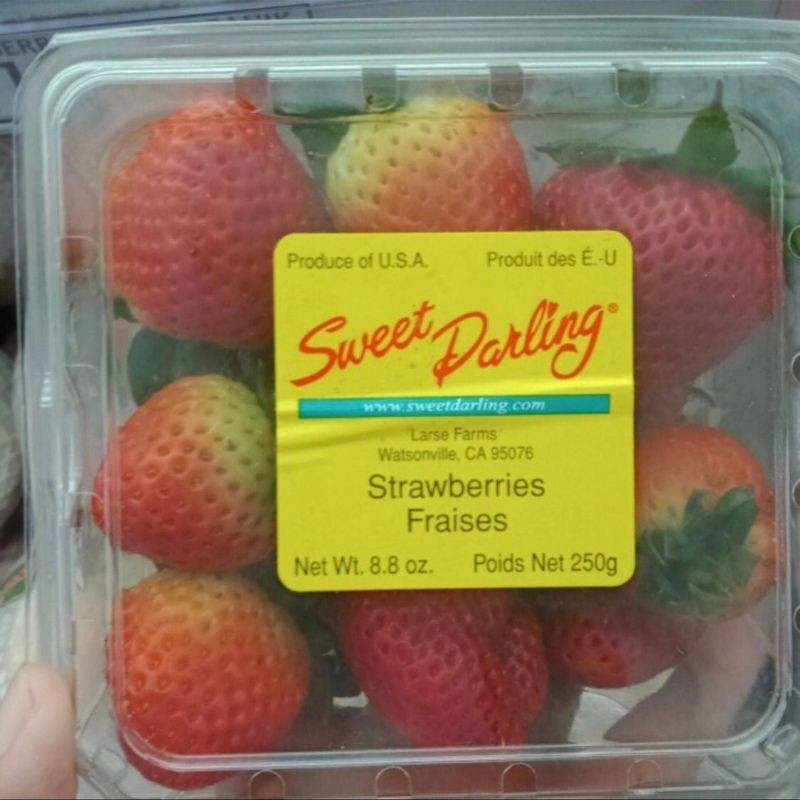 Produce of U.S.A. Produit des É.-U
Sweet Darling®
www.sweetdarling.com
Larse Farms
Watsonville, CA 95076
Strawberries
Fraises
Net Wt. 8.8 oz. Poids Net 250g